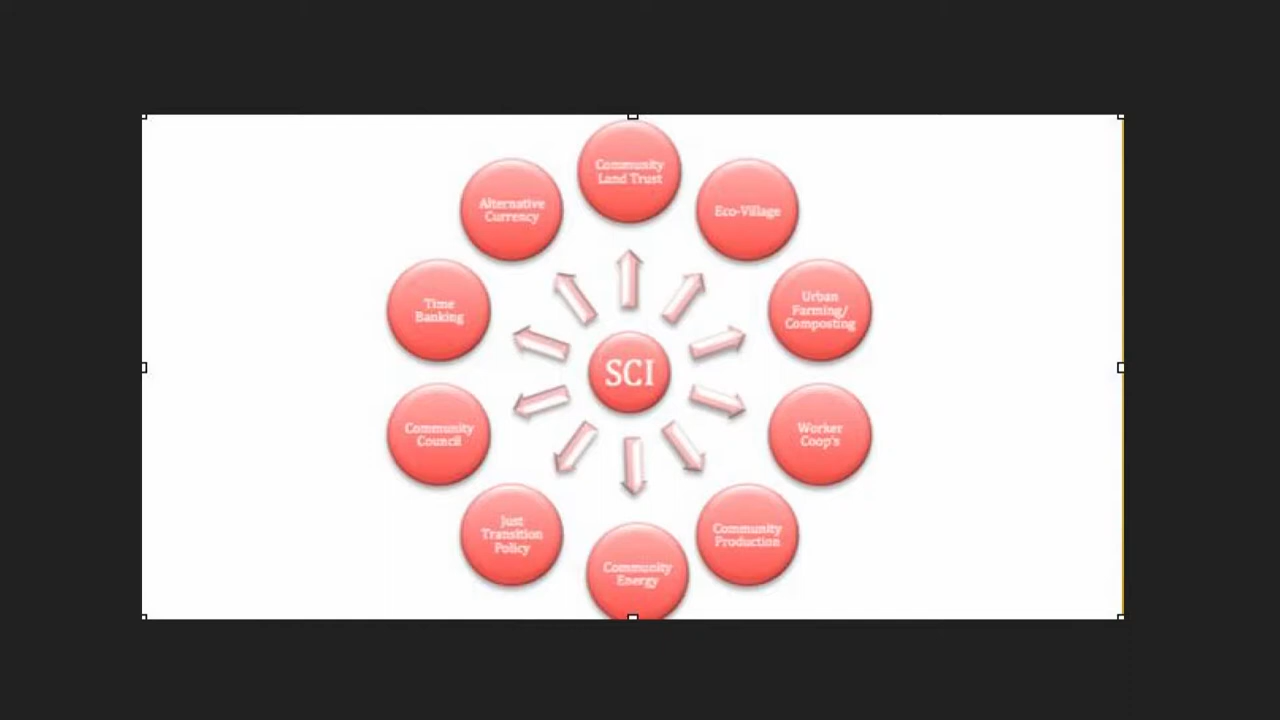 Community
Land Trust
Eco-Village
Urban
Farming/
Composting
Worker
Coop's
Community
Production
Community
Energy
Just
Transition
Policy
Community
Council
Time
Banking
Alternative
Currency
SCI